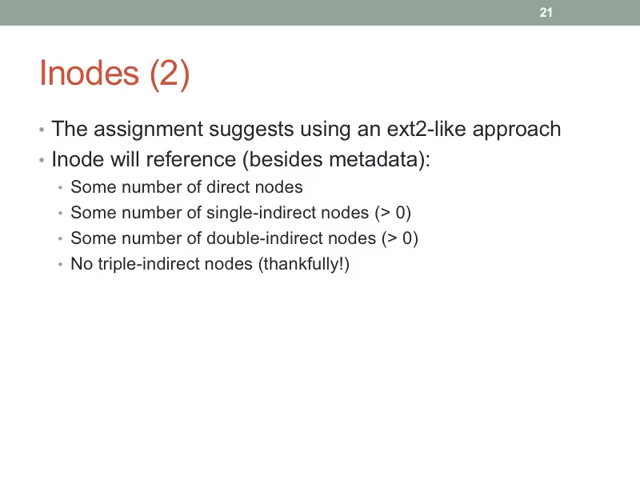 21
Inodes (2)
• The assignment suggests using an ext2-like approach
• Inode will reference (besides metadata):
• Some number of direct nodes
• Some number of single-indirect nodes (> 0)
• Some number of double-indirect nodes (> 0)
• No triple-indirect nodes (thankfully!)